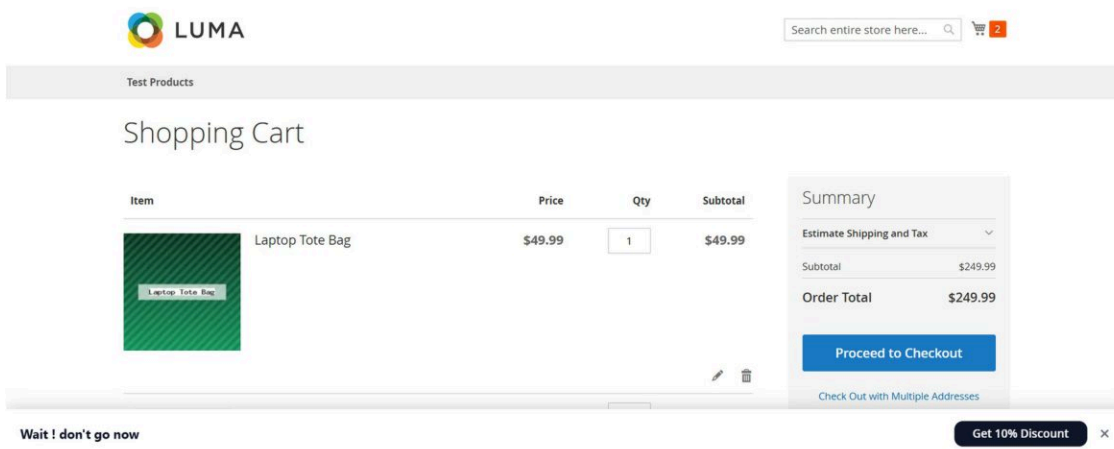 LUMA
Search entire store here...
2
Test Products
Shopping Cart
Item Price Qty Subtotal
Laptop Tote Bag $49.99 1 $49.99
Laptop Tote Bag
Summary
Estimate Shipping and Tax
Subtotal $249.99
Order Total $249.99
Proceed to Checkout
Check Out with Multiple Addresses
Wait ! don't go now
Get 10% Discount